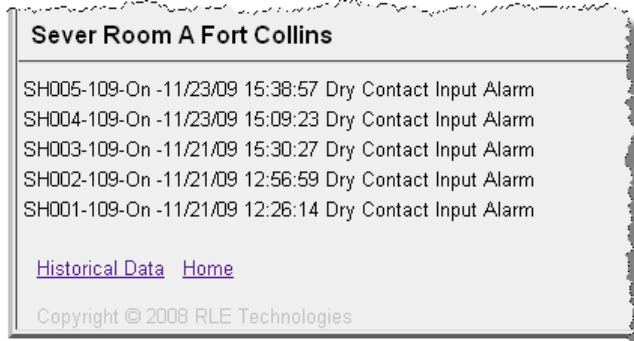 Sever Room A Fort Collins
SH005-109-On -11/23/09 15:38:57 Dry Contact Input Alarm
SH004-109-On -11/23/09 15:09:23 Dry Contact Input Alarm
SH003-109-On -11/21/09 15:30:27 Dry Contact Input Alarm
SH002-109-On -11/21/09 12:56:59 Dry Contact Input Alarm
SH001-109-On -11/21/09 12:26:14 Dry Contact Input Alarm
Historical Data Home
Copyright © 2008 RLE Technologies